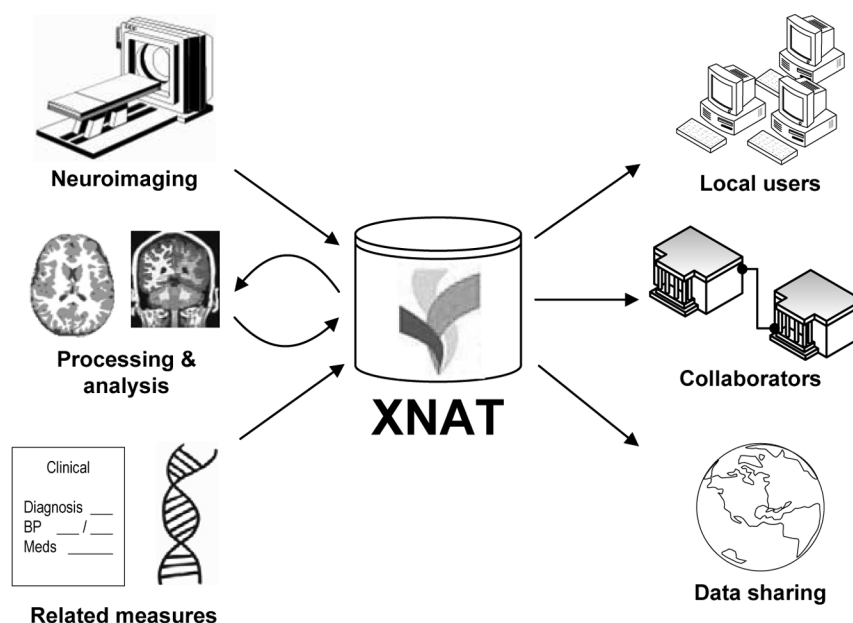 Neuroimaging
Local users
Processing &
analysis
XNAT
Collaborators
Clinical
Diagnosis ___
BP ___ / ___
Meds ______
Related measures
Data sharing